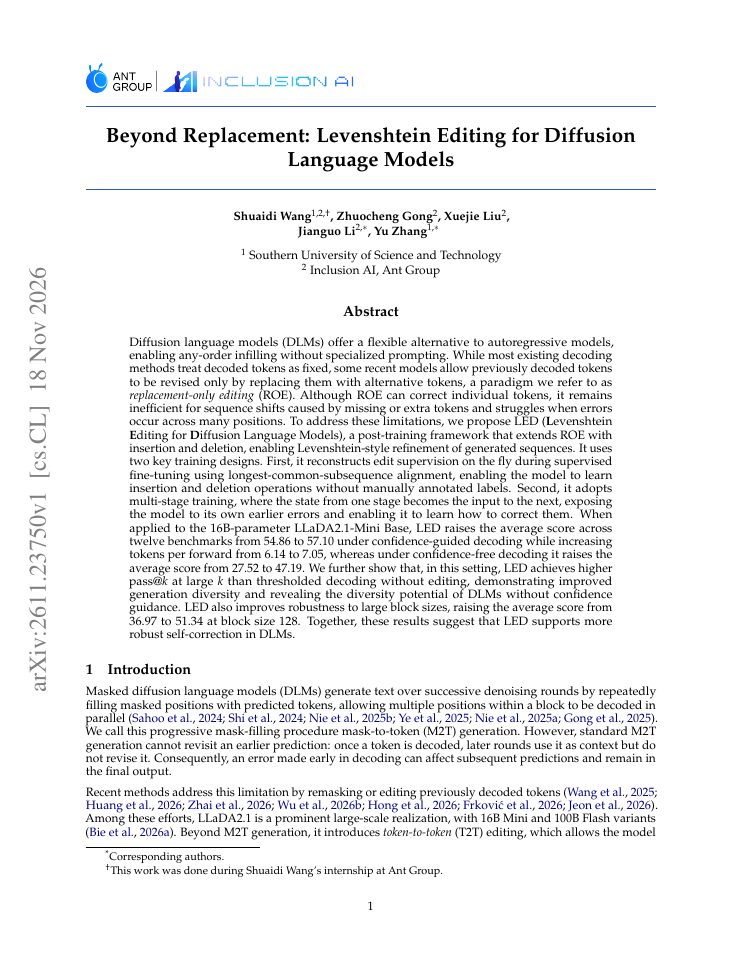 ANT
GROUP
INCLUSION AI
Beyond Replacement: Levenshtein Editing for Diffusion
Language Models
Shuaidi Wang1,2,†, Zhuocheng Gong2, Xuejie Liu2,
Jianguo Li2,*, Yu Zhang1,*
1 Southern University of Science and Technology
2 Inclusion AI, Ant Group
arXiv:2611.23750v1 [cs.CL] 18 Nov 2026
Abstract
Diffusion language models (DLMs) offer a flexible alternative to autoregressive models,
enabling any-order infilling without specialized prompting. While most existing decoding
methods treat decoded tokens as fixed, some recent models allow previously decoded tokens
to be revised only by replacing them with alternative tokens, a paradigm we refer to as
replacement-only editing (ROE). Although ROE can correct individual tokens, it remains
inefficient for sequence shifts caused by missing or extra tokens and struggles when errors
occur across many positions. To address these limitations, we propose LED (Levenshtein
Editing for Diffusion Language Models), a post-training framework that extends ROE with
insertion and deletion, enabling Levenshtein-style refinement of generated sequences. It uses
two key training designs. First, it reconstructs edit supervision on the fly during supervised
fine-tuning using longest-common-subsequence alignment, enabling the model to learn
insertion and deletion operations without manually annotated labels. Second, it adopts
multi-stage training, where the state from one stage becomes the input to the next, exposing
the model to its own earlier errors and enabling it to learn how to correct them. When
applied to the 16B-parameter LLaDA2.1-Mini Base, LED raises the average score across
twelve benchmarks from 54.86 to 57.10 under confidence-guided decoding while increasing
tokens per forward from 6.14 to 7.05, whereas under confidence-free decoding it raises the
average score from 27.52 to 47.19. We further show that, in this setting, LED achieves higher
pass@k at large k than thresholded decoding without editing, demonstrating improved
generation diversity and revealing the diversity potential of DLMs without confidence
guidance. LED also improves robustness to large block sizes, raising the average score from
36.97 to 51.34 at block size 128. Together, these results suggest that LED supports more
robust self-correction in DLMs.
1 Introduction
Masked diffusion language models (DLMs) generate text over successive denoising rounds by repeatedly
filling masked positions with predicted tokens, allowing multiple positions within a block to be decoded in
parallel (Sahoo et al., 2024; Shi et al., 2024; Nie et al., 2025b; Ye et al., 2025; Nie et al., 2025a; Gong et al., 2025).
We call this progressive mask-filling procedure mask-to-token (M2T) generation. However, standard M2T
generation cannot revisit an earlier prediction: once a token is decoded, later rounds use it as context but do
not revise it. Consequently, an error made early in decoding can affect subsequent predictions and remain in
the final output.
Recent methods address this limitation by remasking or editing previously decoded tokens (Wang et al., 2025;
Huang et al., 2026; Zhai et al., 2026; Wu et al., 2026b; Hong et al., 2026; Frković et al., 2026; Jeon et al., 2026).
Among these efforts, LLaDA2.1 is a prominent large-scale realization, with 16B Mini and 100B Flash variants
(Bie et al., 2026a). Beyond M2T generation, it introduces token-to-token (T2T) editing, which allows the model
*Corresponding authors.
†This work was done during Shuaidi Wang's internship at Ant Group.
1